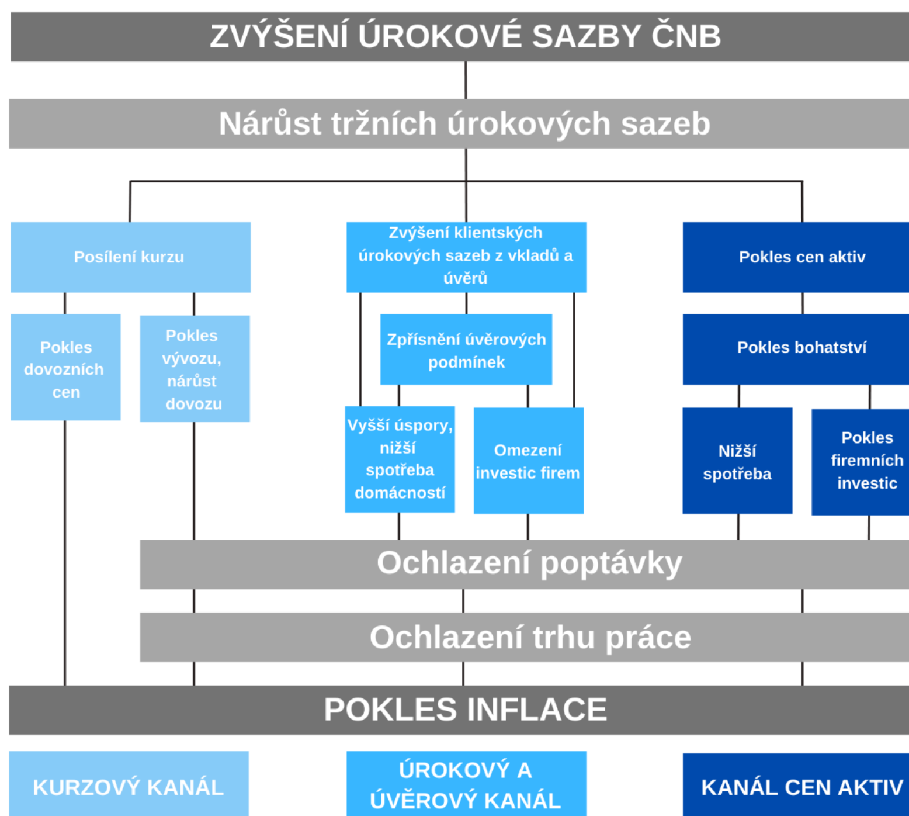 ZVÝŠENÍ ÚROKOVÉ SAZBY ČNB
Nárůst tržních úrokových sazeb
Posílení kurzu
Zvýšení klientských
úrokových sazeb z vkladů a
úvěrů
Pokles cen aktiv
Pokles
dovozních
cen
Pokles
vývozu,
nárůst
dovozu
Zpřísnění úvěrových
podmínek
Pokles bohatství
Vyšší úspory,
nižší
spotřeba
domácností
Omezení
investic firem
Nižší
spotřeba
Pokles
firemních
investic
Ochlazení poptávky
Ochlazení trhu práce
POKLES INFLACE
KURZOVÝ KANÁL
ÚROKOVÝ A
ÚVĚROVÝ KANÁL
KANÁL CEN AKTIV